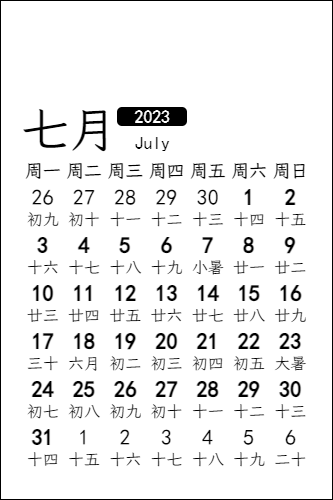 七月 2023
July
周一 周二 周三 周四 周五 周六 周日
26 27 28 29 30 1 2
初九 初十 十一 十二 十三 十四 十五
3 4 5 6 7 8 9
十六 十七 十八 十九 小暑 廿一 廿二
10 11 12 13 14 15 16
廿三 廿四 廿五 廿六 廿七 廿八 廿九
17 18 19 20 21 22 23
三十 六月 初二 初三 初四 初五 大暑
24 25 26 27 28 29 30
初七 初八 初九 初十 十一 十二 十三
31 1 2 3 4 5 6
十四 十五 十六 十七 十八 十九 二十